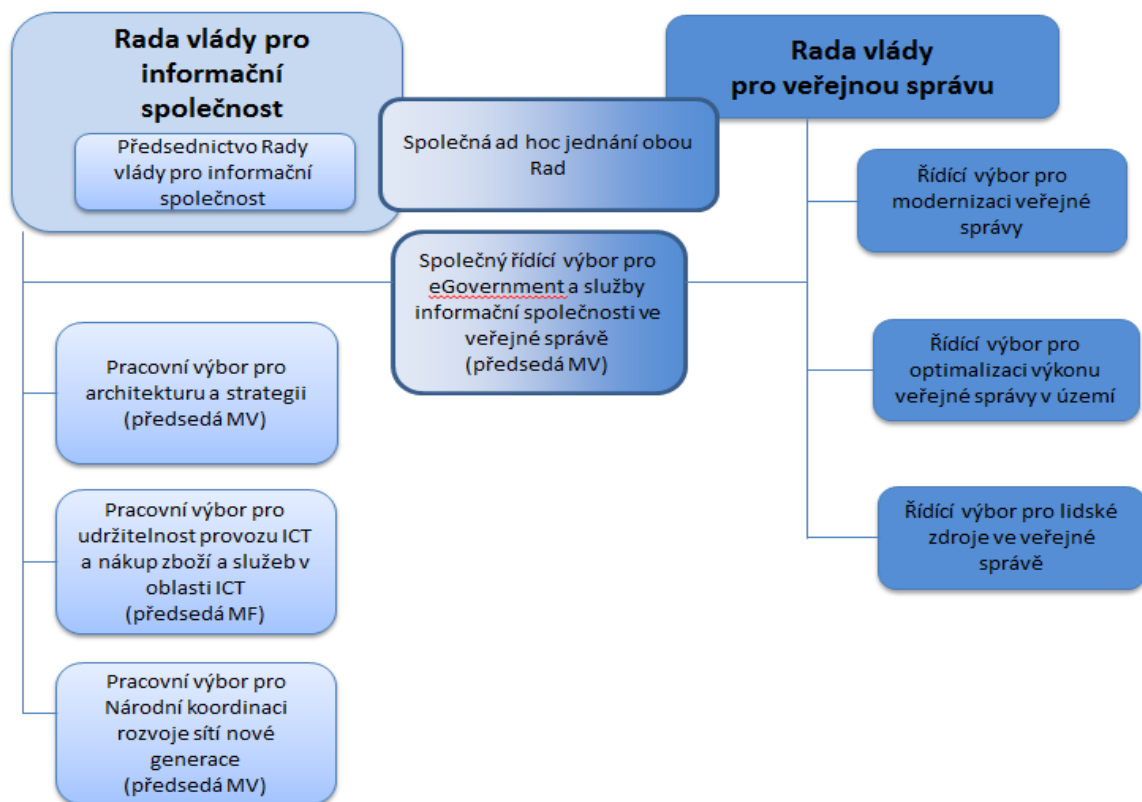 Rada vlády pro
informační
společnost
Předsednictvo Rady
vlády pro informační
společnost
Společná ad hoc jednání obou
Rad
Rada vlády
pro veřejnou správu
Společný řídící výbor pro
eGovernment a služby
informační společnosti ve
veřejné správě
(předsedá MV)
Pracovní výbor pro
architekturu a strategii
(předsedá MV)
Pracovní výbor pro
udržitelnost provozu ICT
a nákup zboží a služeb v
oblasti ICT
(předsedá MF)
Pracovní výbor pro
Národní koordinaci
rozvoje sítí nové
generace
(předsedá MV)
Řídící výbor pro
modernizaci veřejné
správy
Řídící výbor pro
optimalizaci výkonu
veřejné správy v území
Řídící výbor pro lidské
zdroje ve veřejné
správě